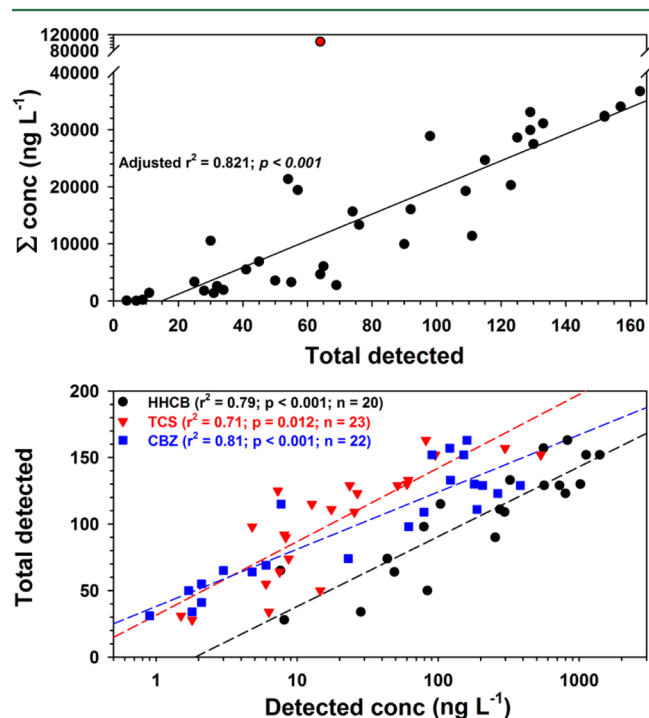 120000
80000
40000
30000
20000
10000
0
Σ conc (ng L⁻¹)
Adjusted r² = 0.821; p < 0.001
0 20 40 60 80 100 120 140 160
Total detected
200
150
100
50
0
Total detected
HHCB (r² = 0.79; p < 0.001; n = 20)
TCS (r² = 0.71; p = 0.012; n = 23)
CBZ (r² = 0.81; p < 0.001; n = 22)
1 10 100 1000
Detected conc (ng L⁻¹)